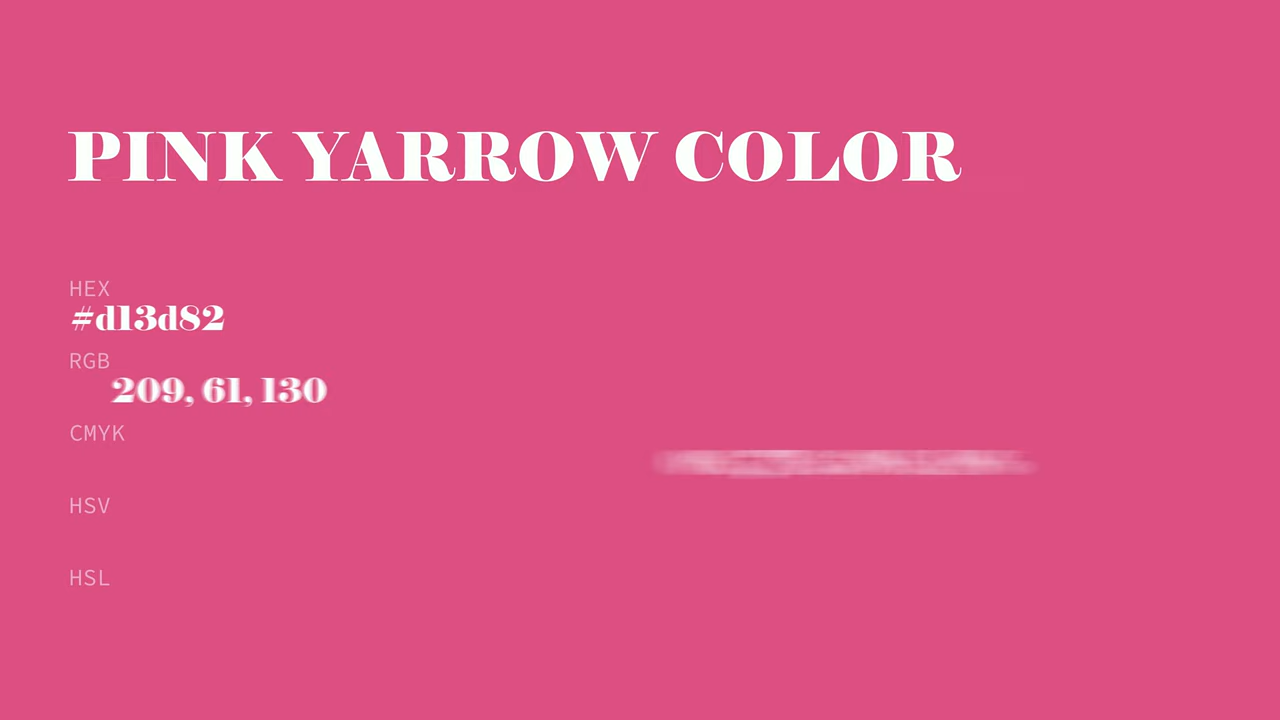 PINK YARROW COLOR
HEX
#d13d82
RGB
209, 61, 130
CMYK
HSV
HSL